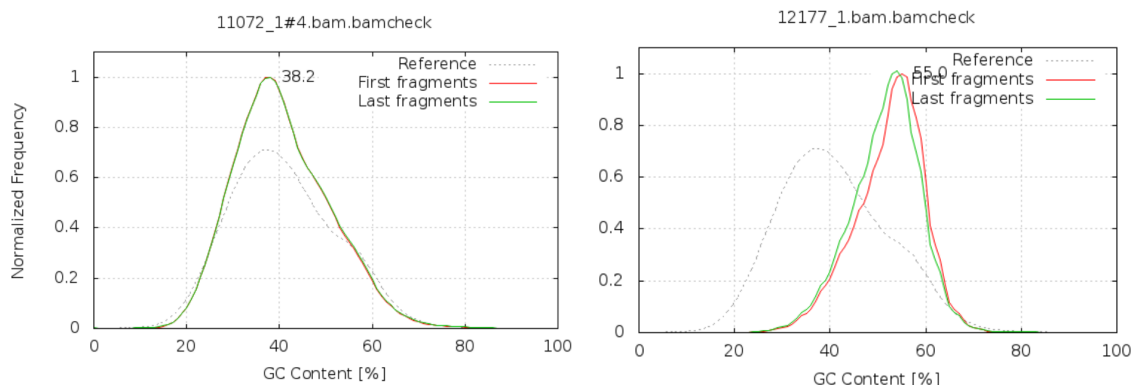 11072_1#4.bam.bamcheck
Normalized Frequency
1
0.8
0.6
0.4
0.2
0
38.2
Reference
First fragments
Last fragments
0 20 40 60 80 100
GC Content [%]
12177_1.bam.bamcheck
1
0.8
0.6
0.4
0.2
0
55.0
Reference
First fragments
Last fragments
0 20 40 60 80 100
GC Content [%]